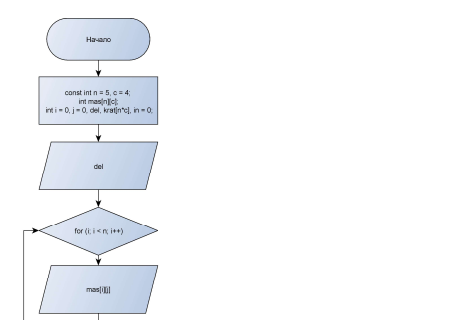 Начало
const int n = 5, c = 4;
int mas[n][c];
int i = 0, j = 0, del, krat[n*c], in = 0;
del
for (i; i < n; i++)
mas[i][j]